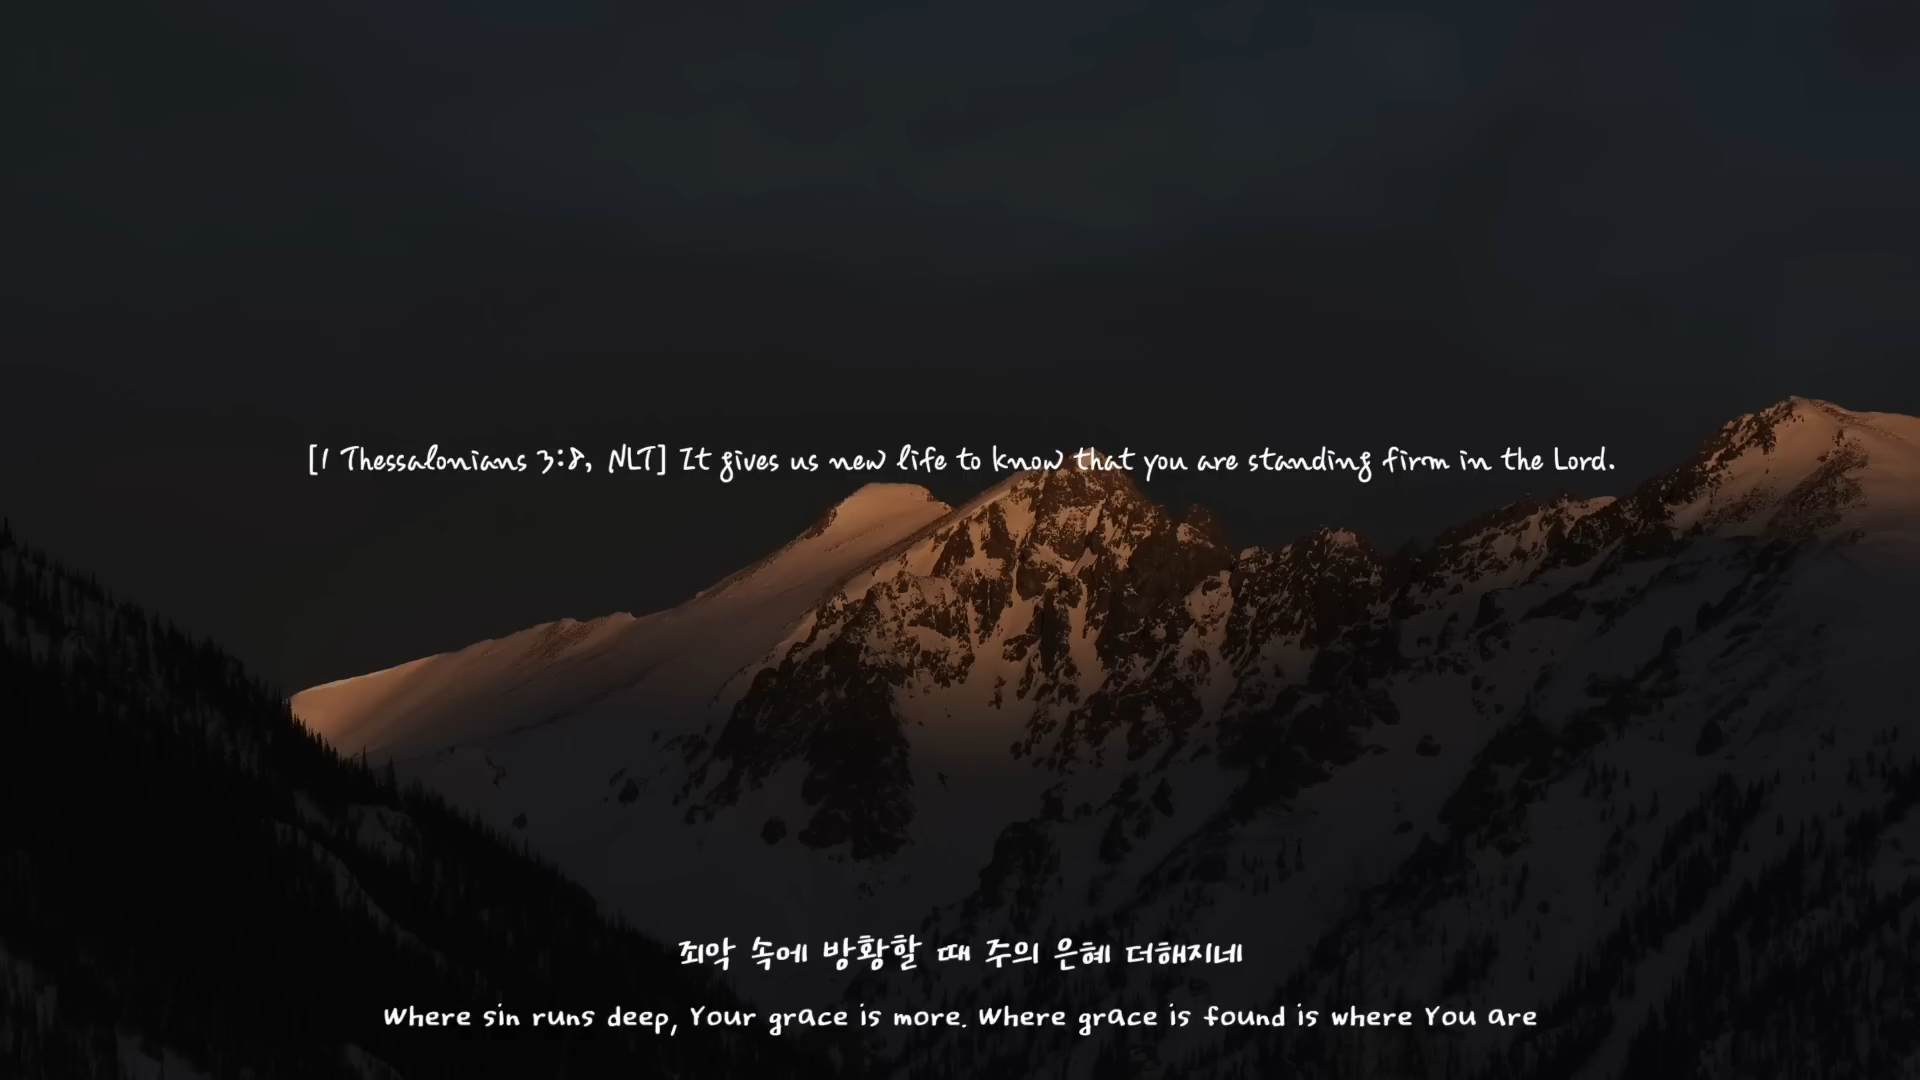 [1 Thessalonians 3:8, NLT] It gives us new life to know that you are standing firm in the Lord.
죄악 속에 방황할 때 주의 은혜 더해지네
Where sin runs deep, Your grace is more. Where grace is found is where You are